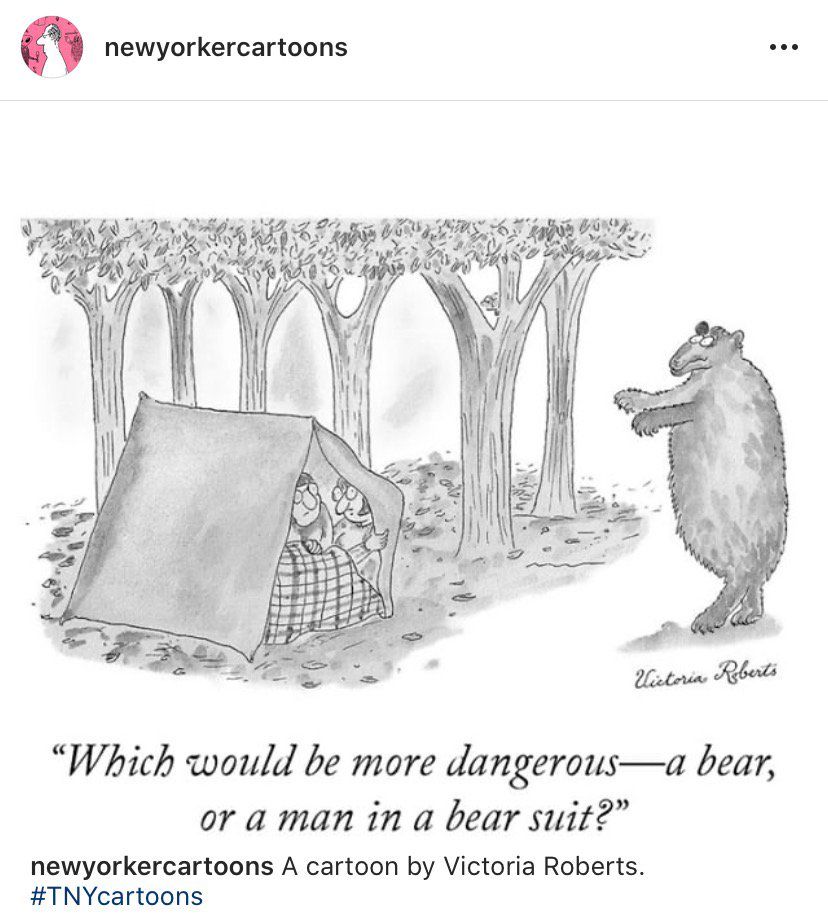 newyorkercartoons
Victoria Roberts
“Which would be more dangerous—a bear,
or a man in a bear suit?”
newyorkercartoons A cartoon by Victoria Roberts.
#TNYcartoons